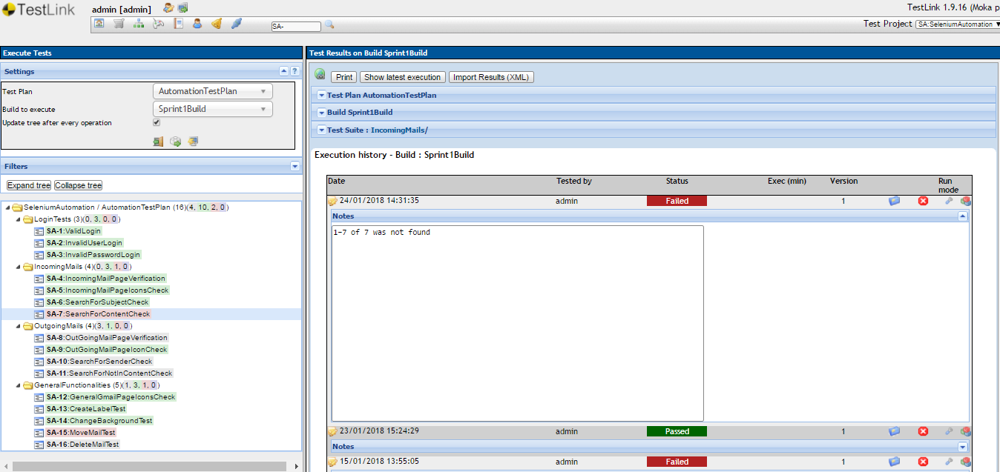 TestLink
admin [admin]
TestLink 1.9.16 (Moka p
SA-
Test Project SA:SeleniumAutomation
Execute Tests
Settings
?
Test Plan AutomationTestPlan
Build to execute Sprint1Build
Update tree after every operation
Filters
Expand tree Collapse tree
SeleniumAutomation / AutomationTestPlan (16)(4, 10, 2, 0)
LoginTests (3)(0, 3, 0, 0)
SA-1:ValidLogin
SA-2:InvalidUserLogin
SA-3:InvalidPasswordLogin
IncomingMails (4)(0, 3, 1, 0)
SA-4:IncomingMailPageVerification
SA-5:IncomingMailPageIconsCheck
SA-6:SearchForSubjectCheck
SA-7:SearchForContentCheck
OutgoingMails (4)(3, 1, 0, 0)
SA-8:OutGoingMailPageVerification
SA-9:OutGoingMailPageIconCheck
SA-10:SearchForSenderCheck
SA-11:SearchForNotInContentCheck
GeneralFunctionalities (5)(1, 3, 1, 0)
SA-12:GeneralGmailPageIconsCheck
SA-13:CreateLabelTest
SA-14:ChangeBackgroundTest
SA-15:MoveMailTest
SA-16:DeleteMailTest
Test Results on Build Sprint1Build
Print Show latest execution Import Results (XML)
Test Plan AutomationTestPlan
Build Sprint1Build
Test Suite : IncomingMails/
Execution history - Build : Sprint1Build
Date Tested by Status Exec (min) Version Run
mode
24/01/2018 14:31:35 admin Failed 1
Notes
1-7 of 7 was not found
23/01/2018 15:24:29 admin Passed 1
Notes
15/01/2018 13:55:05 admin Failed 1